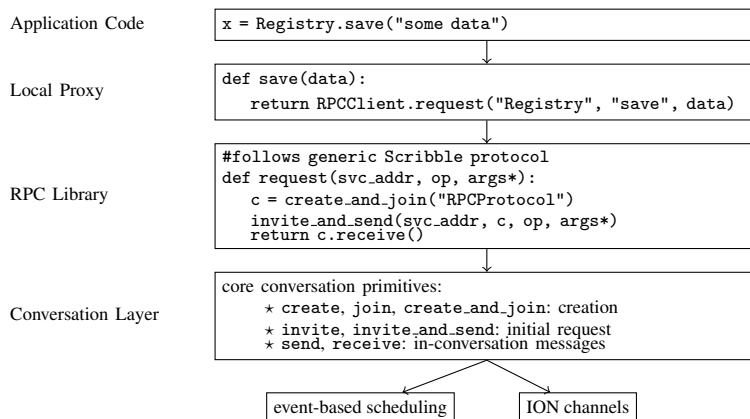 Application Code
x = Registry.save("some data")
Local Proxy
def save(data):
return RPCClient.request("Registry", "save", data)
RPC Library
#follows generic Scribble protocol
def request(svc_addr, op, args*):
c = create_and_join("RPCProtocol")
invite_and_send(svc_addr, c, op, args*)
return c.receive()
Conversation Layer
core conversation primitives:
⋆ create, join, create_and_join: creation
⋆ invite, invite_and_send: initial request
⋆ send, receive: in-conversation messages
event-based scheduling
ION channels